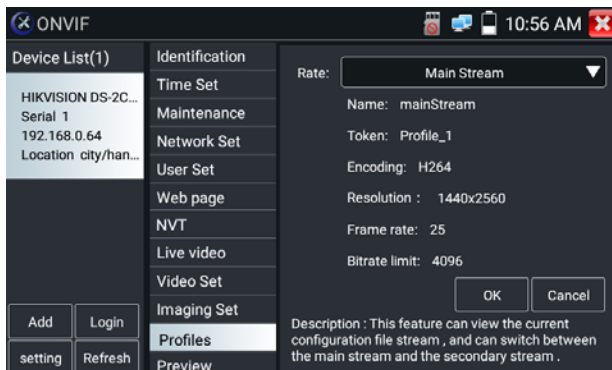 ONVIF
10:56 AM
Device List(1)
HIKVISION DS-2C...
Serial 1
192.168.0.64
Location city/han...
Add
Login
setting
Refresh
Identification
Time Set
Maintenance
Network Set
User Set
Web page
NVT
Live video
Video Set
Imaging Set
Profiles
Preview
Rate: Main Stream
Name: mainStream
Token: Profile_1
Encoding: H264
Resolution : 1440x2560
Frame rate: 25
Bitrate limit: 4096
OK
Cancel
Description : This feature can view the current
configuration file stream , and can switch between
the main stream and the secondary stream .